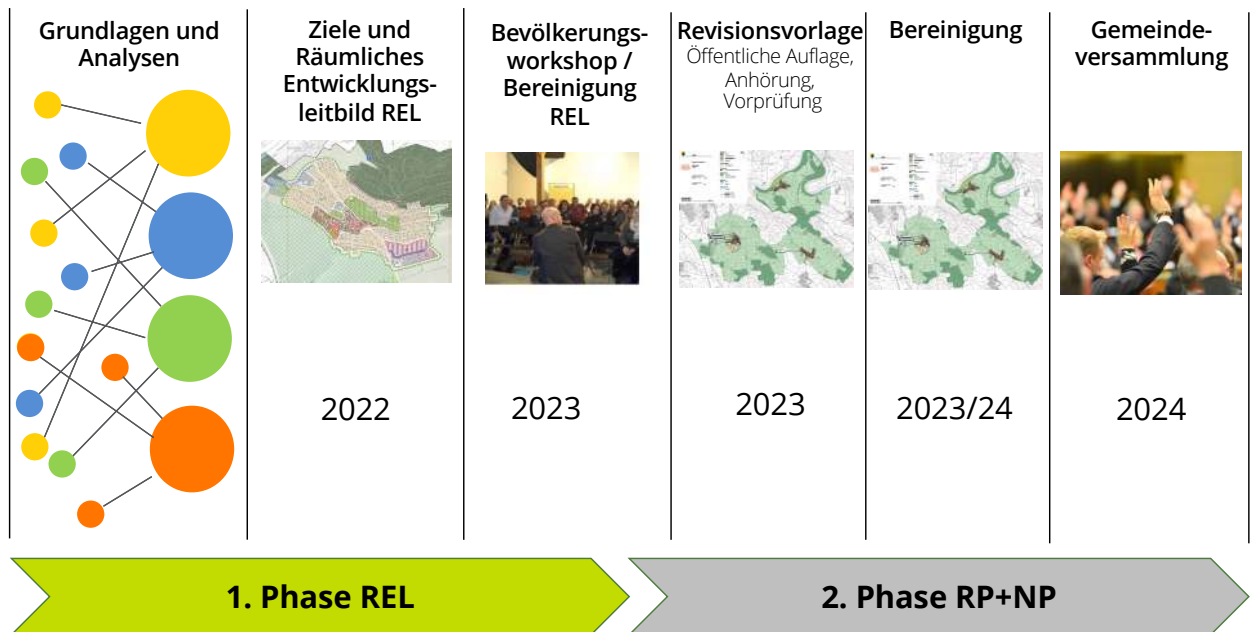 Grundlagen und
Analysen
Ziele und
Räumliches
Entwicklungs-
leitbild REL
Bevölkerungs-
workshop /
Bereinigung
REL
Revisionsvorlage
Öffentliche Auflage,
Anhörung,
Vorprüfung
Bereinigung
Gemeinde-
versammlung
2022
2023
2023
2023/24
2024
1. Phase REL
2. Phase RP+NP